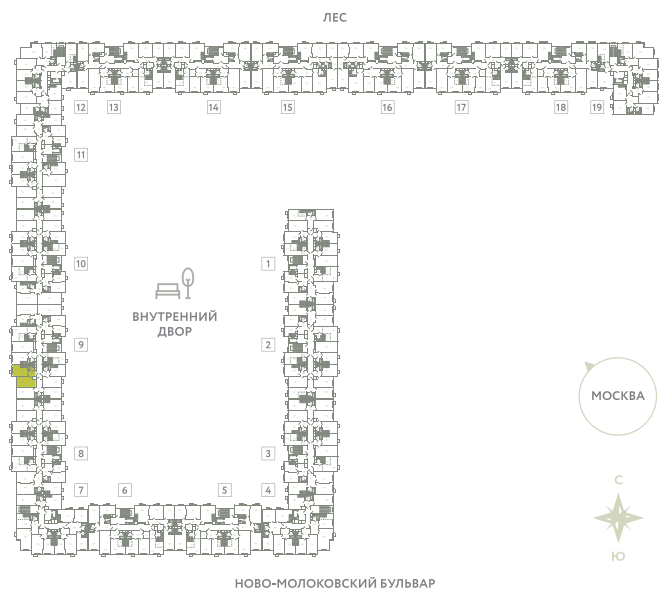 ЛЕС
12 13 14 15 16 17 18 19
11
10 1
ВНУТРЕННИЙ
ДВОР
9 2
МОСКВА
8 3
7 6 5 4
С
Ю
НОВО-МОЛОКОВСКИЙ БУЛЬВАР